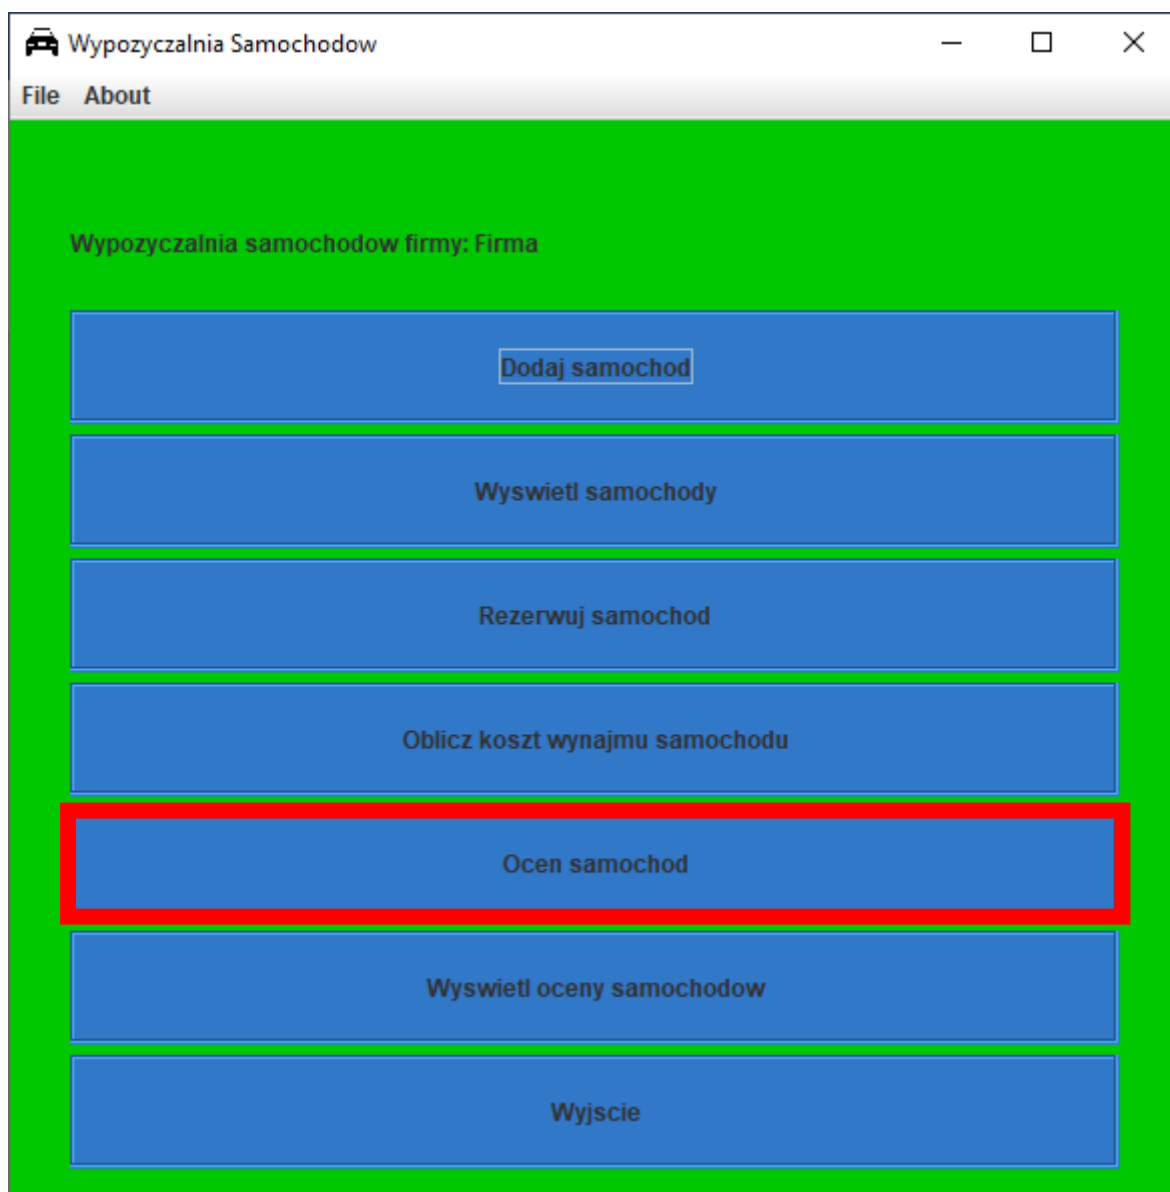 Wypozyczalnia Samochodow
File About
Wypozyczalnia samochodow firmy: Firma
Dodaj samochod
Wyswietl samochody
Rezerwuj samochod
Oblicz koszt wynajmu samochodu
Ocen samochod
Wyswietl oceny samochodow
Wyjscie